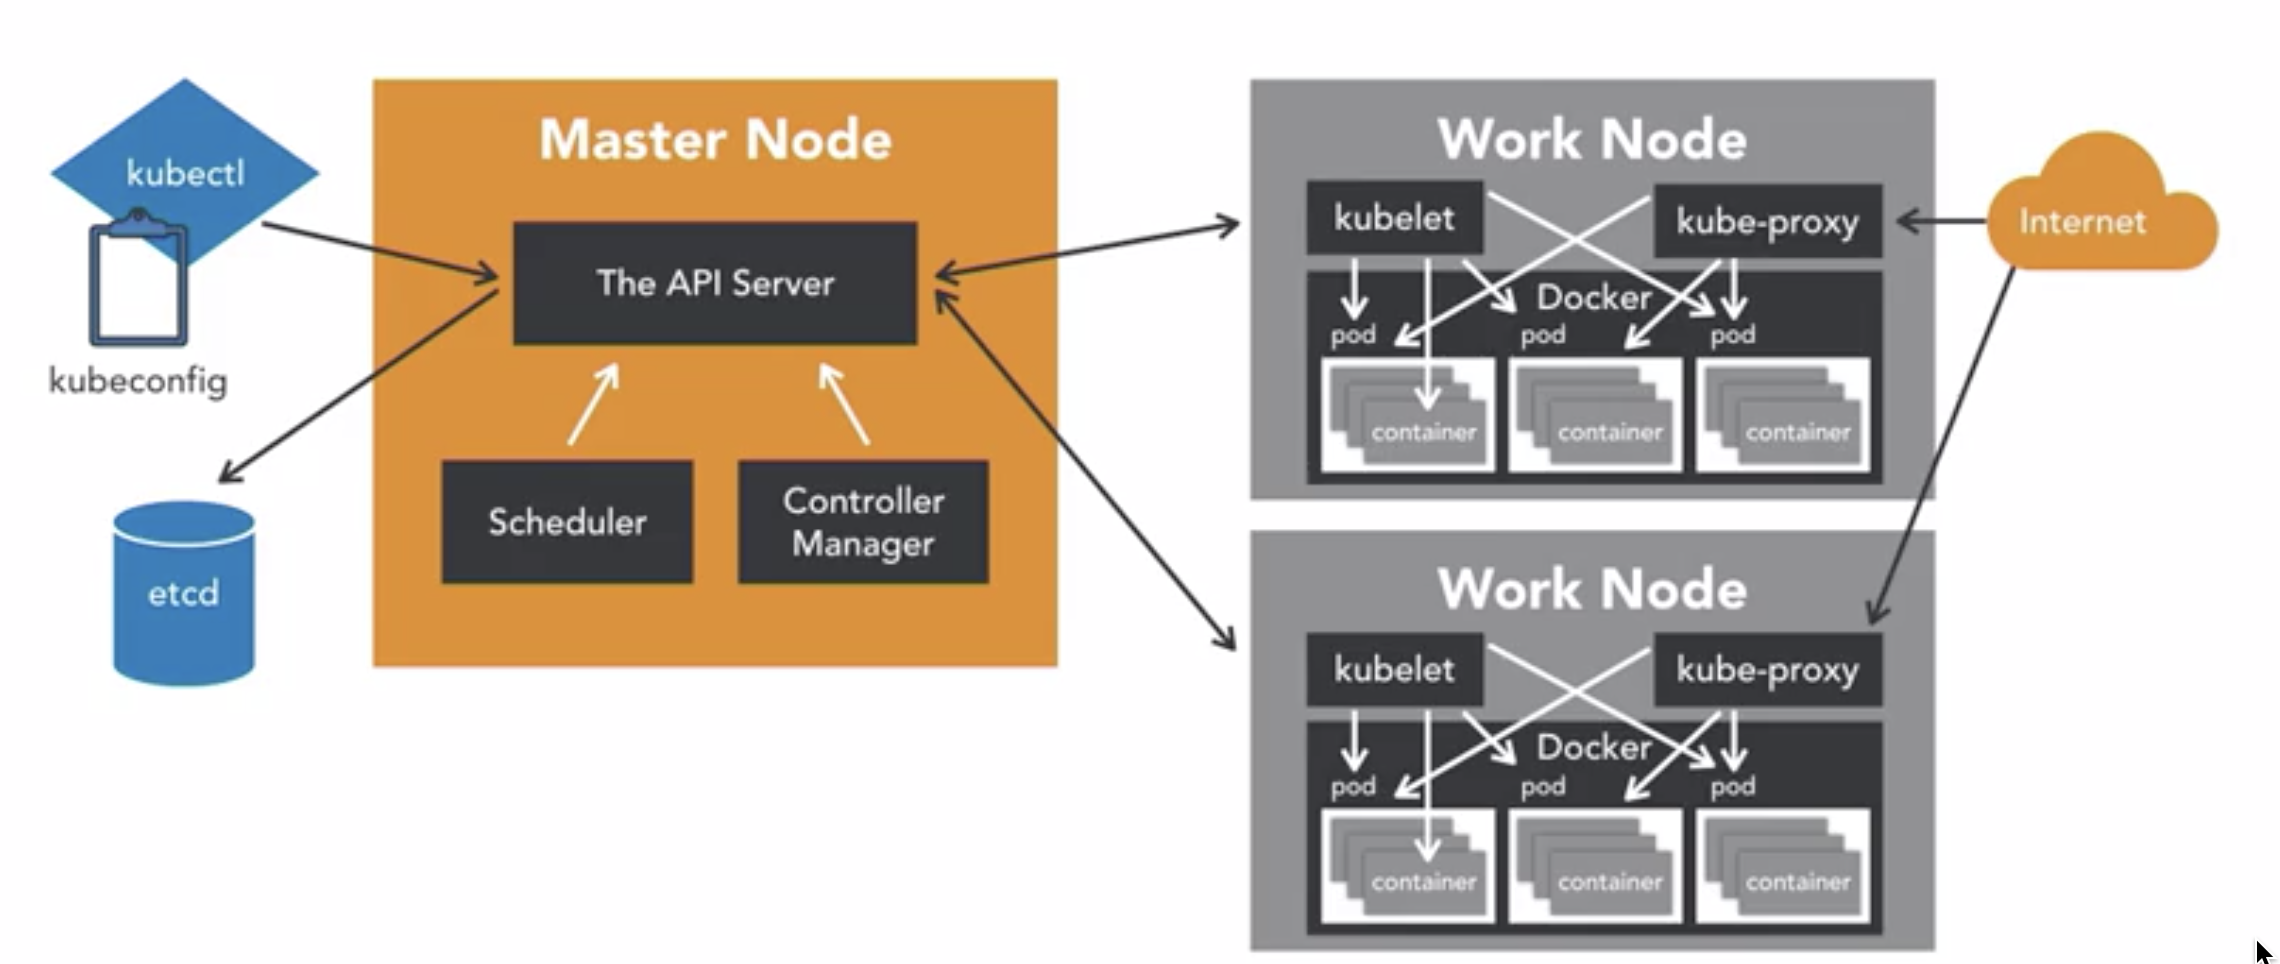 kubectl
kubeconfig
etcd
Master Node
The API Server
Scheduler
Controller
Manager
Work Node
kubelet
kube-proxy
Docker
pod
pod
pod
container
container
container
Internet
Work Node
kubelet
kube-proxy
Docker
pod
pod
pod
container
container
container